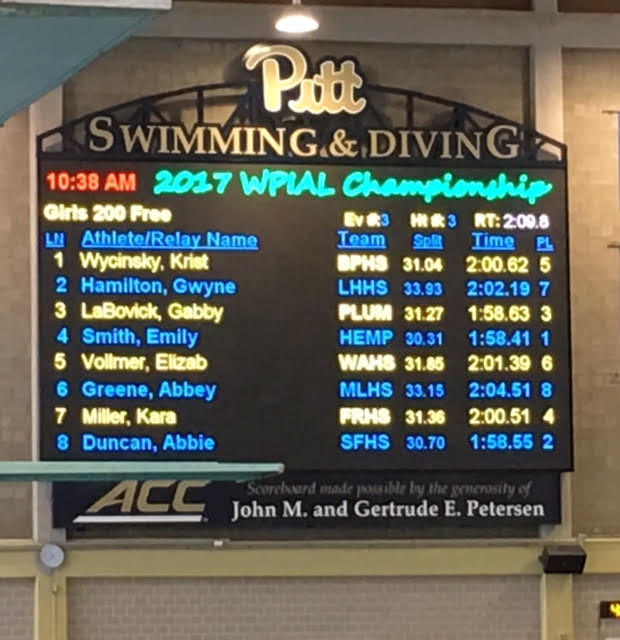 Pitt
SWIMMING & DIVING
10:38 AM 2017 WPIAL Championship
Girls 200 Free Ev #:3 Ht #: 3 RT: 2:09.8
LN Athlete/Relay Name Team Split Time PL
1 Wycinsky, Krist BPHS 31.04 2:00.62 5
2 Hamilton, Gwyne LHHS 33.93 2:02.19 7
3 LaBovick, Gabby PLUM 31.27 1:58.63 3
4 Smith, Emily HEMP 30.31 1:58.41 1
5 Vollmer, Elizab WAHS 31.85 2:01.39 6
6 Greene, Abbey MLHS 33.15 2:04.51 8
7 Miller, Kara FRHS 31.36 2:00.51 4
8 Duncan, Abbie SFHS 30.70 1:58.55 2
ACC
Scoreboard made possible by the generosity of
John M. and Gertrude E. Petersen